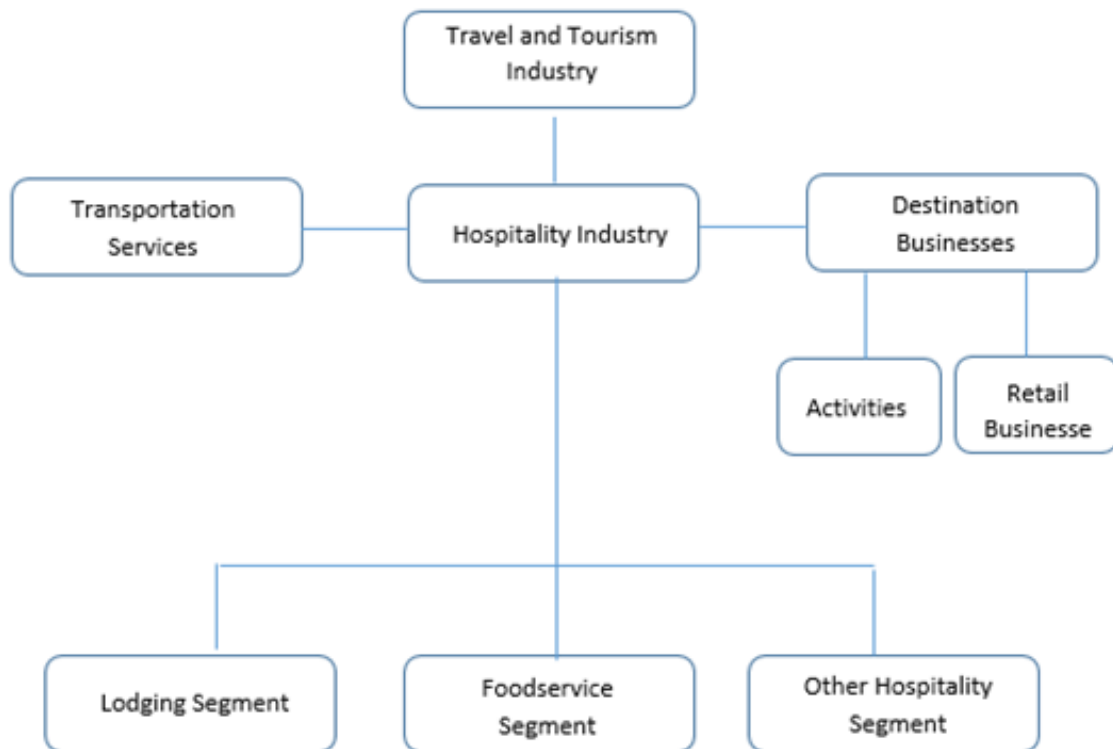 Travel and Tourism
Industry
Transportation
Services
Hospitality Industry
Destination
Businesses
Activities
Retail
Businesse
Lodging Segment
Foodservice
Segment
Other Hospitality
Segment